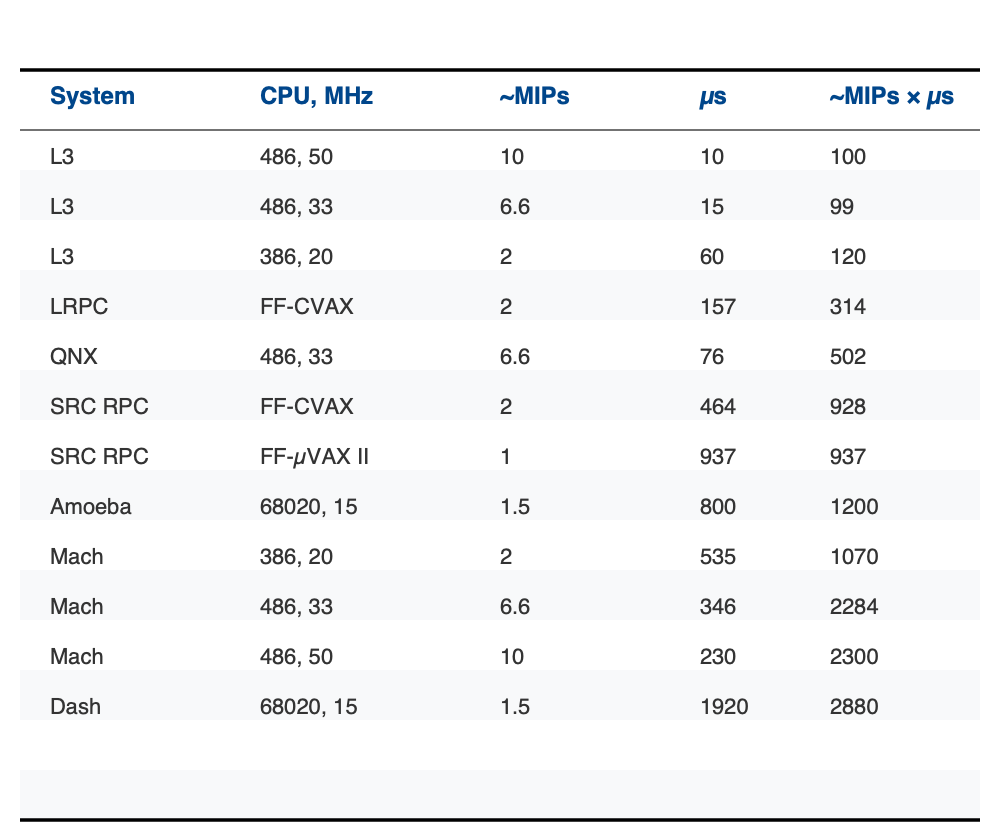 System CPU, MHz ~MIPs µs ~MIPs × µs
L3 486, 50 10 10 100
L3 486, 33 6.6 15 99
L3 386, 20 2 60 120
LRPC FF-CVAX 2 157 314
QNX 486, 33 6.6 76 502
SRC RPC FF-CVAX 2 464 928
SRC RPC FF-µVAX II 1 937 937
Amoeba 68020, 15 1.5 800 1200
Mach 386, 20 2 535 1070
Mach 486, 33 6.6 346 2284
Mach 486, 50 10 230 2300
Dash 68020, 15 1.5 1920 2880